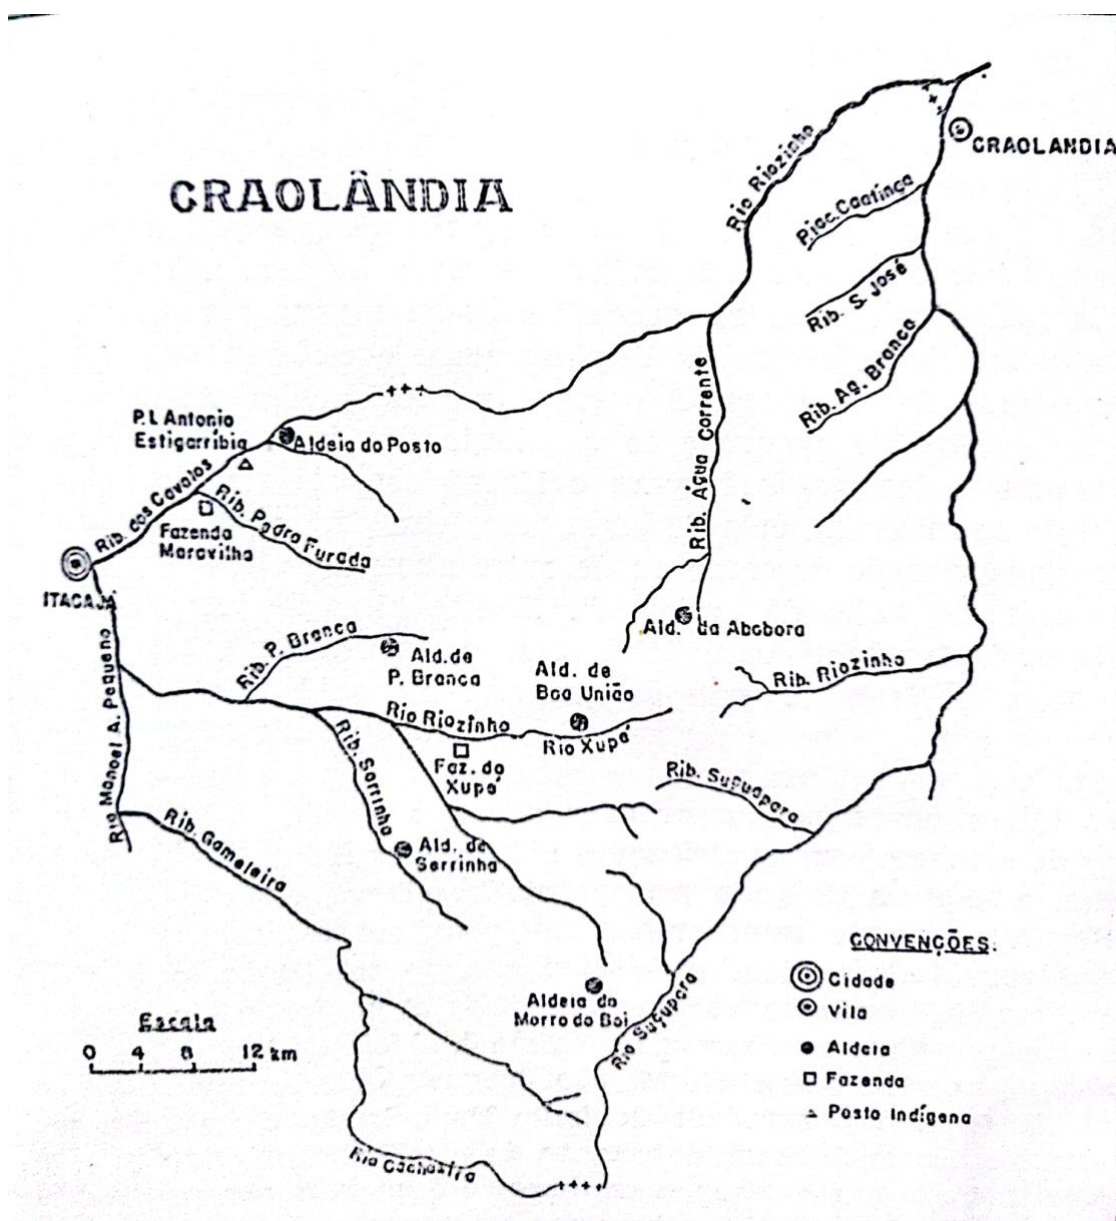 CRAOLÂNDIA
CRAOLANDIA
Rio Riozinho
Riac. Caatinga
Rib. S. José
Rib. Ag. Branca
Rib. Água Corrente
P.I. Antonio
Estigarribia
Aldeia do Posto
Rib. dos Cavalos
Rib. Pedra Furada
Fazenda
Maravilha
ITACAJÁ
Rio Manoel A. Pequeno
Rib. P. Branca
Ald. de
P. Branca
Ald. de
Boa União
Ald. da Abobora
Rib. Riozinho
Rio Riozinho
Rio Xupé
Faz. do
Xupé
Rib. Serrinha
Ald. de
Serrinha
Rib. Suçuapara
Rib. Gameleira
Aldeia do
Morro do Boi
Rio Suçupara
Rio Cachoeira
Escala
0 4 8 12 km
CONVENÇÕES:
Cidade
Vila
Aldeia
Fazenda
Posto Indígena